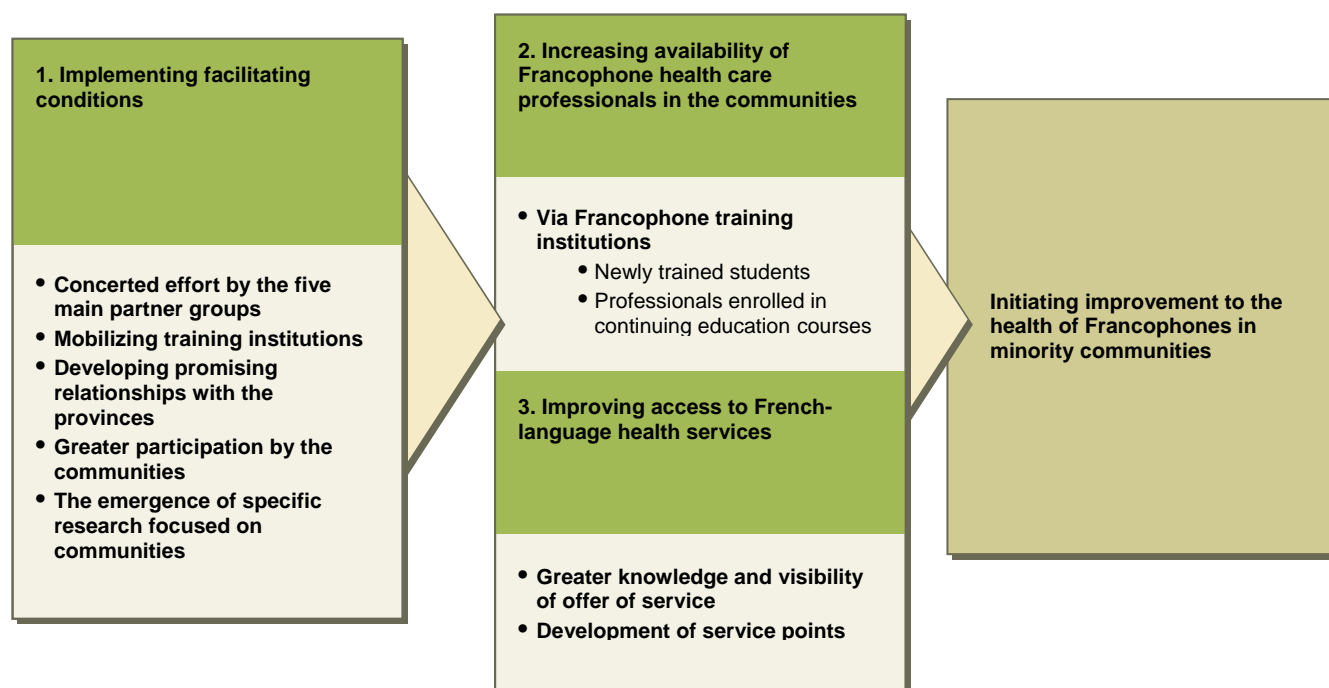 1. Implementing facilitating
conditions
• Concerted effort by the five
main partner groups
• Mobilizing training institutions
• Developing promising
relationships with the
provinces
• Greater participation by the
communities
• The emergence of specific
research focused on
communities
2. Increasing availability of
Francophone health care
professionals in the communities
• Via Francophone training
institutions
• Newly trained students
• Professionals enrolled in
continuing education courses
3. Improving access to French-
language health services
• Greater knowledge and visibility
of offer of service
• Development of service points
Initiating improvement to the
health of Francophones in
minority communities